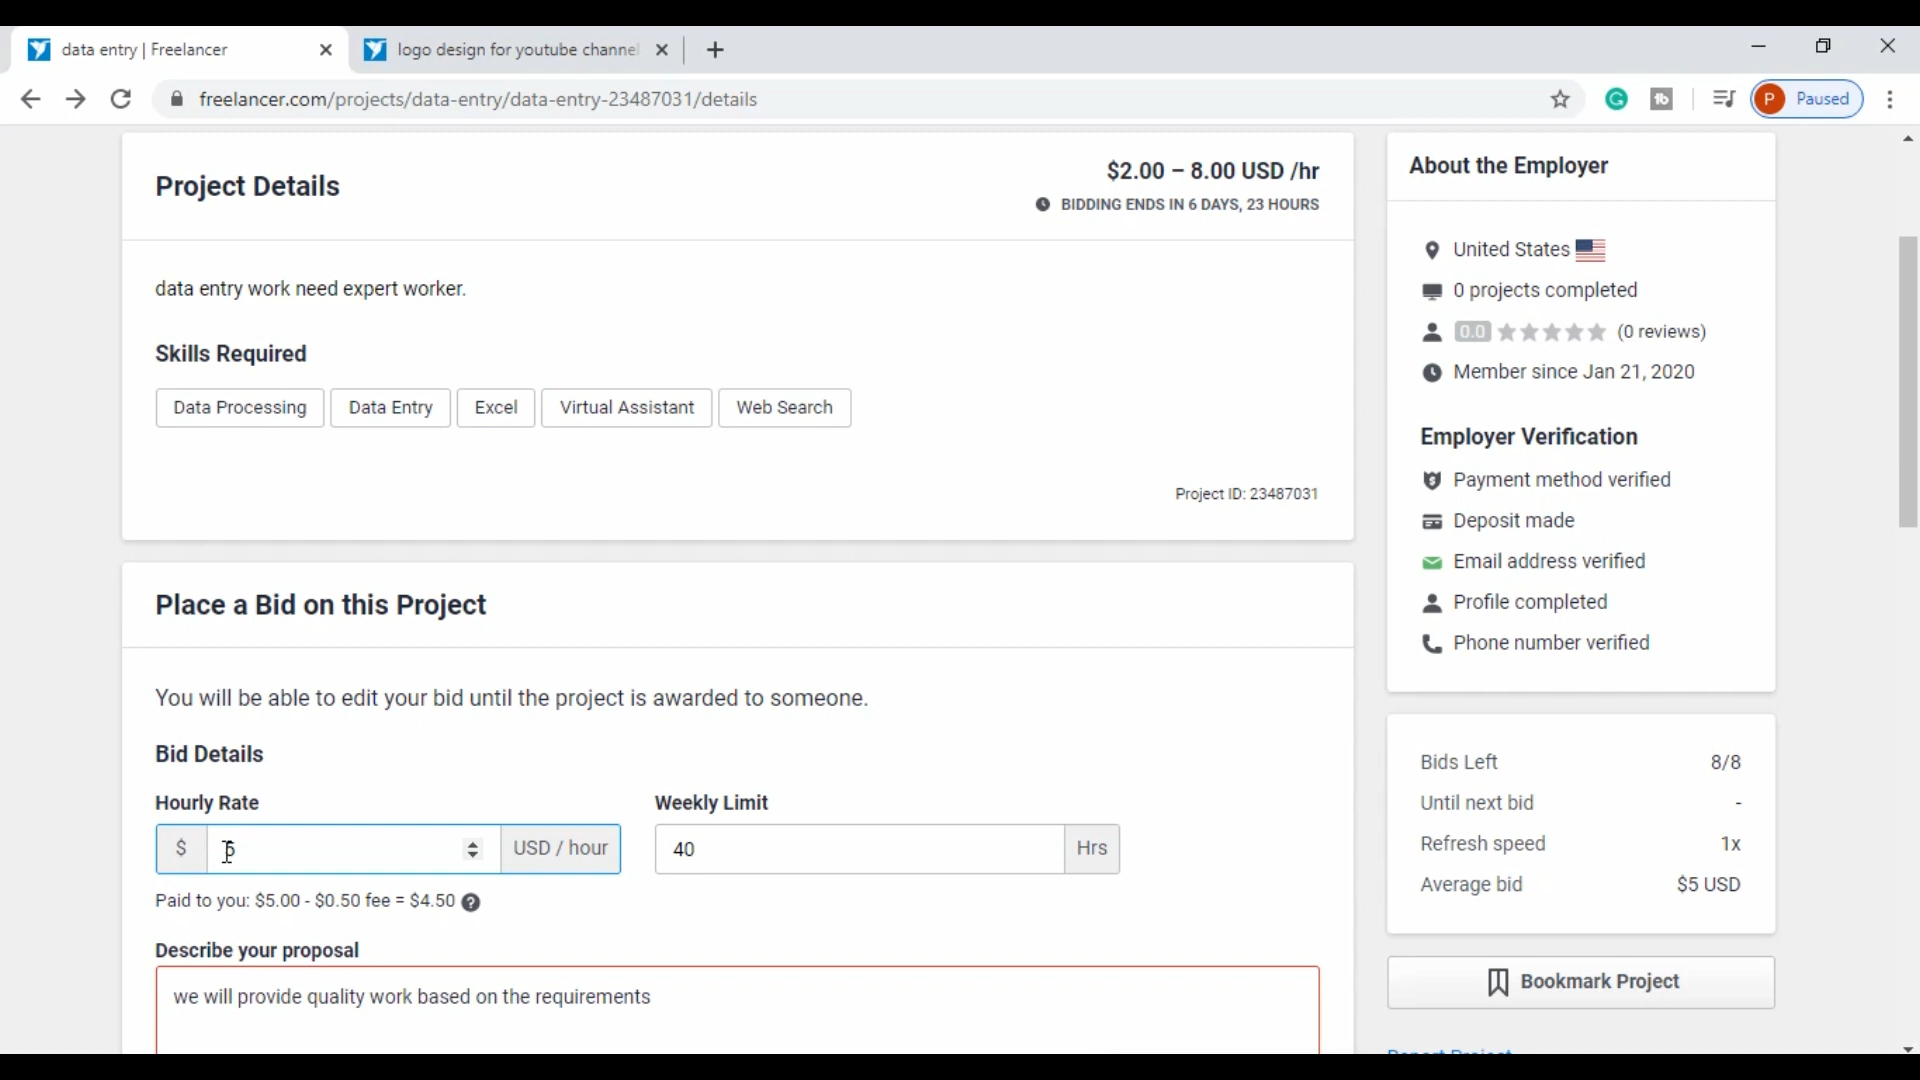 data entry | Freelancer
logo design for youtube channel
freelancer.com/projects/data-entry/data-entry-23487031/details
P Paused
Project Details
$2.00 – 8.00 USD /hr
BIDDING ENDS IN 6 DAYS, 23 HOURS
data entry work need expert worker.
Skills Required
Data Processing
Data Entry
Excel
Virtual Assistant
Web Search
Project ID: 23487031
Place a Bid on this Project
You will be able to edit your bid until the project is awarded to someone.
Bid Details
Hourly Rate
Weekly Limit
$
USD / hour
40
Hrs
Paid to you: $5.00 - $0.50 fee = $4.50
Describe your proposal
we will provide quality work based on the requirements
About the Employer
United States
0 projects completed
0.0 (0 reviews)
Member since Jan 21, 2020
Employer Verification
Payment method verified
Deposit made
Email address verified
Profile completed
Phone number verified
Bids Left 8/8
Until next bid -
Refresh speed 1x
Average bid $5 USD
Bookmark Project
Report Project